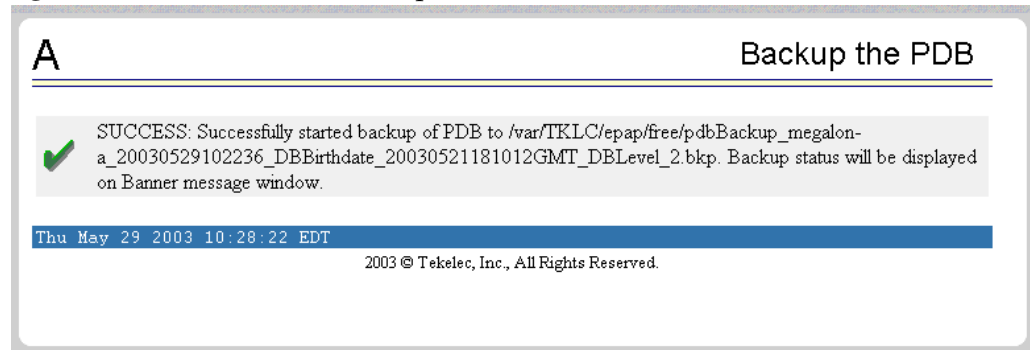 A
Backup the PDB
SUCCESS: Successfully started backup of PDB to /var/TKLC/epap/free/pdbBackup_megalon-
a_20030529102236_DBBirthdate_20030521181012GMT_DBLevel_2.bkp. Backup status will be displayed
on Banner message window.
Thu May 29 2003 10:28:22 EDT
2003 © Tekelec, Inc., All Rights Reserved.